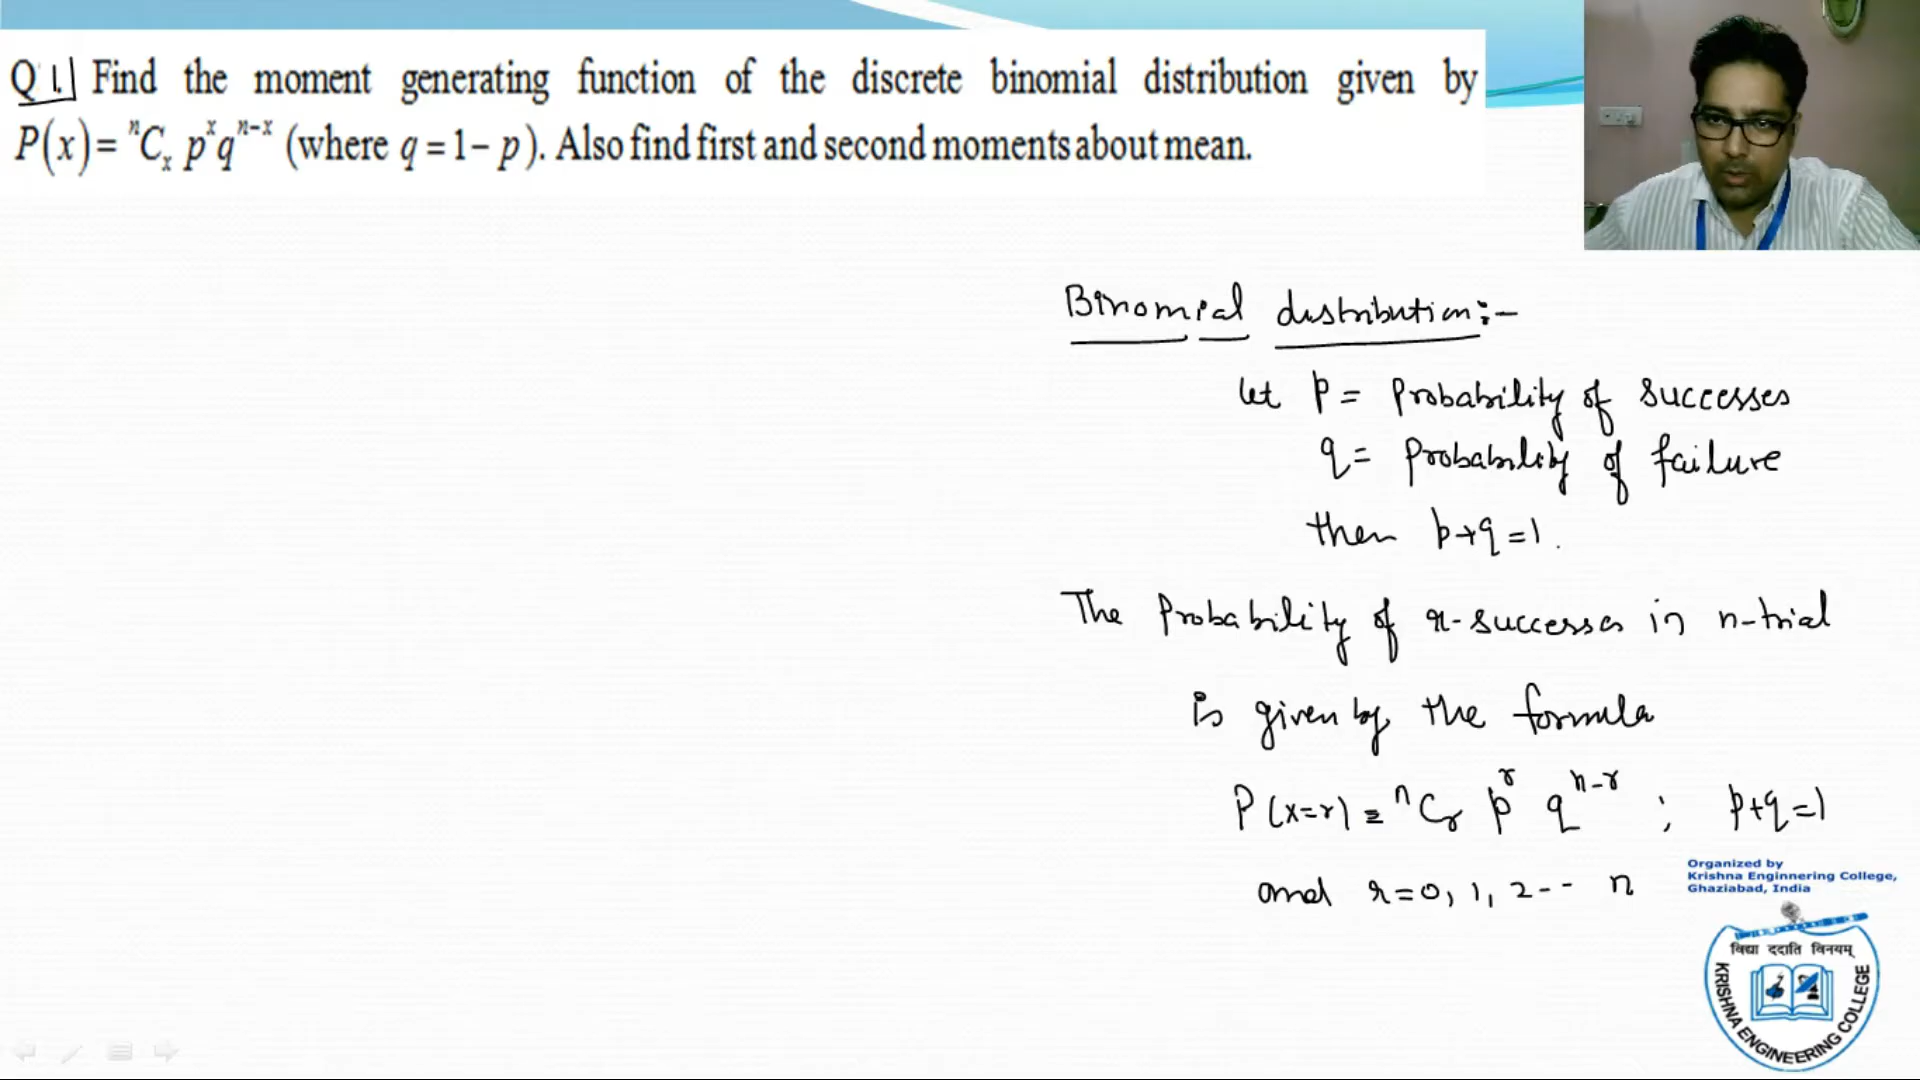 Q 1. Find the moment generating function of the discrete binomial distribution given by
P(x) = ⁿCₓ pˣqⁿ⁻ˣ (where q = 1 − p). Also find first and second moments about mean.
Binomial distribution:-
let p = Probability of successes
q = Probability of failure
then p+q=1.
The Probability of r-successes in n-trial
is given by the formula
P(X=r) = ⁿCᵣ pʳ qⁿ⁻ʳ ; p+q=1
and r=0, 1, 2-- n
Organized by
Krishna Enginnering College,
Ghaziabad, India
विद्या ददाति विनयम्
KRISHNA ENGINEERING COLLEGE